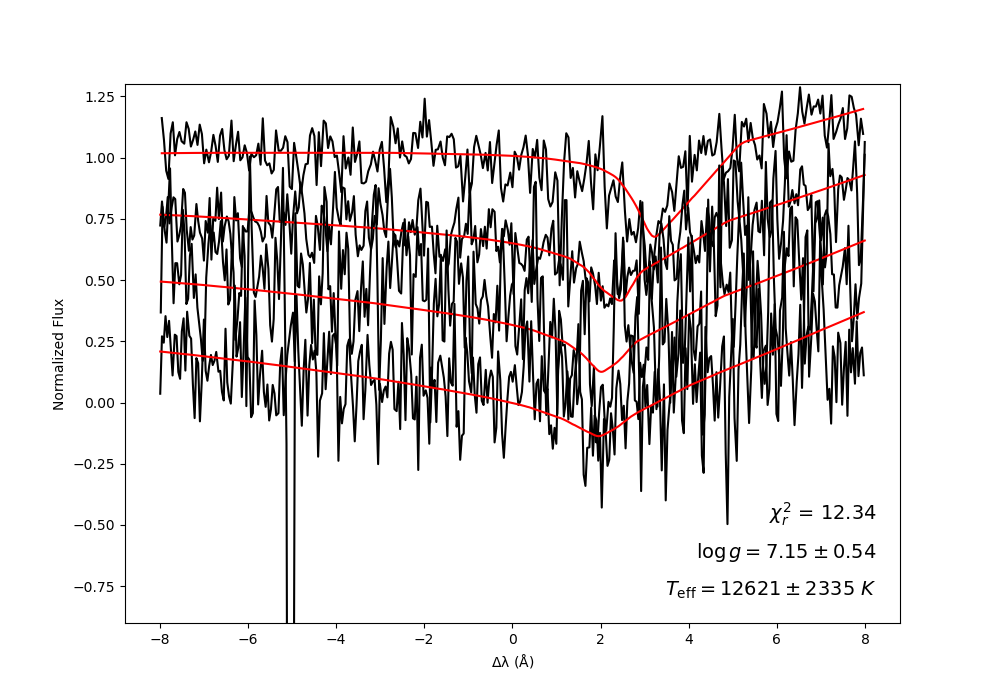 1.25
1.00
0.75
0.50
0.25
0.00
−0.25
−0.50
−0.75
Normalized Flux
χ²ᵣ = 12.34
log g = 7.15 ± 0.54
T_eff = 12621 ± 2335 K
−8 −6 −4 −2 0 2 4 6 8
Δλ (Å)